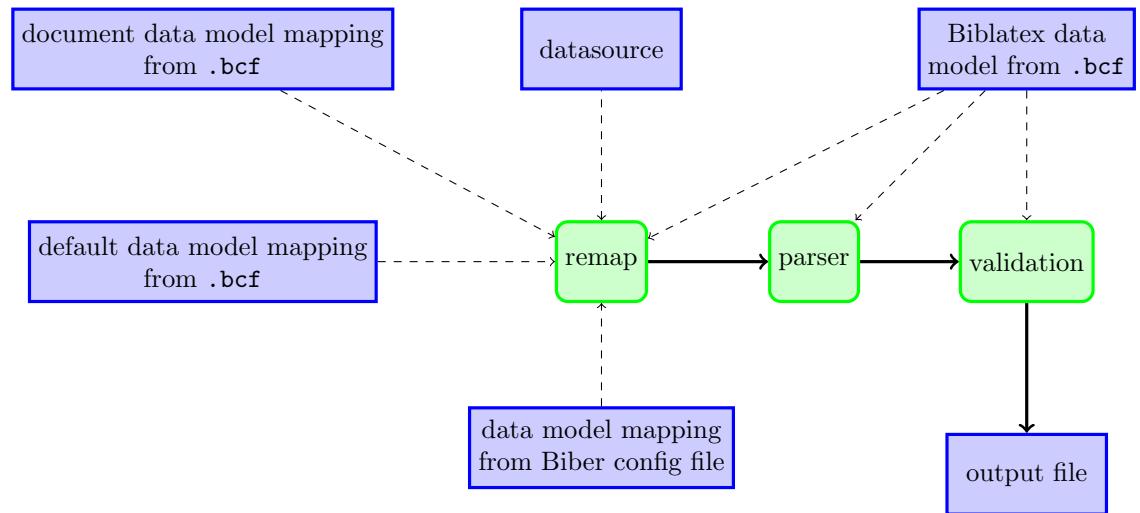 document data model mapping
from .bcf
datasource
Biblatex data
model from .bcf
default data model mapping
from .bcf
remap
parser
validation
data model mapping
from Biber config file
output file